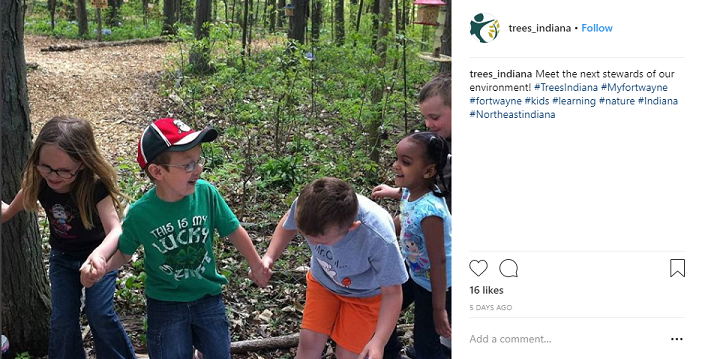 trees_indiana • Follow
trees_indiana Meet the next stewards of our
environment! #TreesIndiana #Myfortwayne
#fortwayne #kids #learning #nature #Indiana
#Northeastindiana
THIS IS MY
LUCKY
16 likes
5 DAYS AGO
Add a comment...